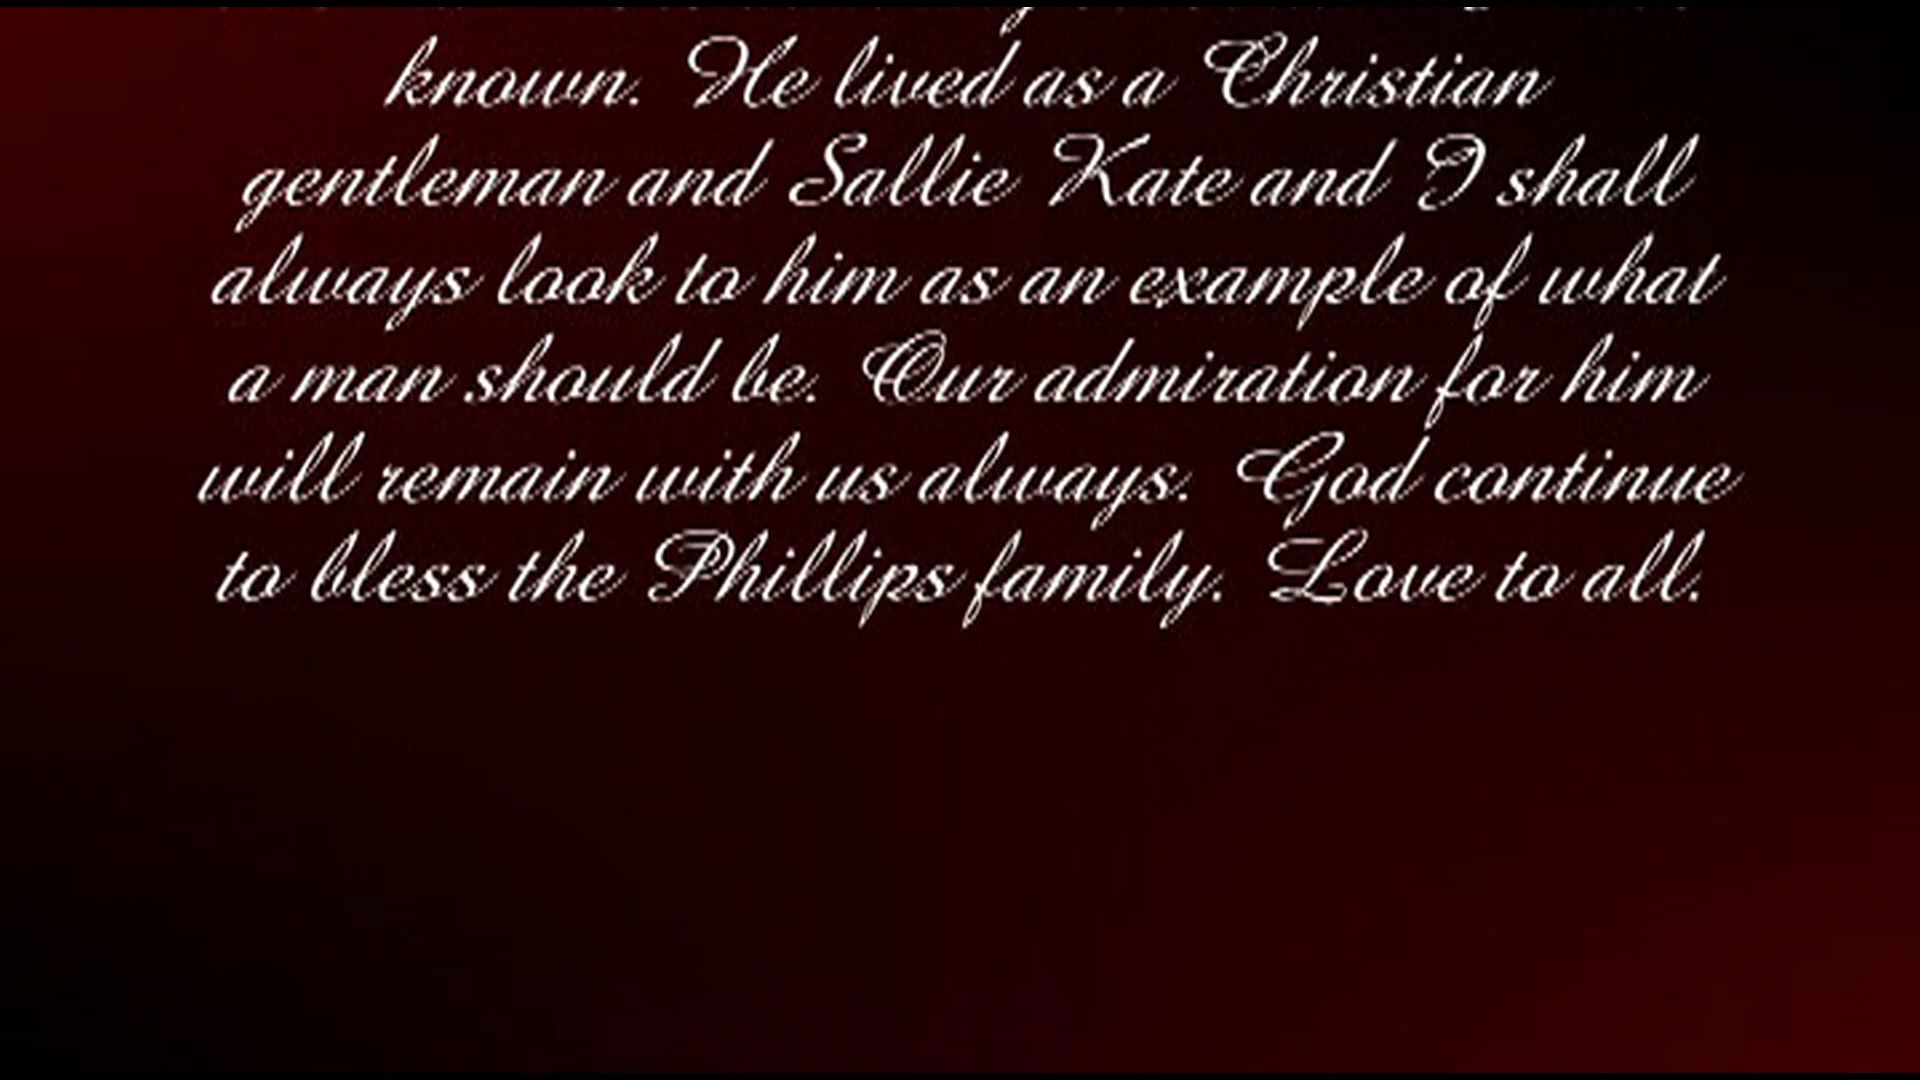 known. He lived as a Christian
gentleman and Sallie Kate and I shall
always look to him as an example of what
a man should be. Our admiration for him
will remain with us always. God continue
to bless the Phillips family. Love to all.